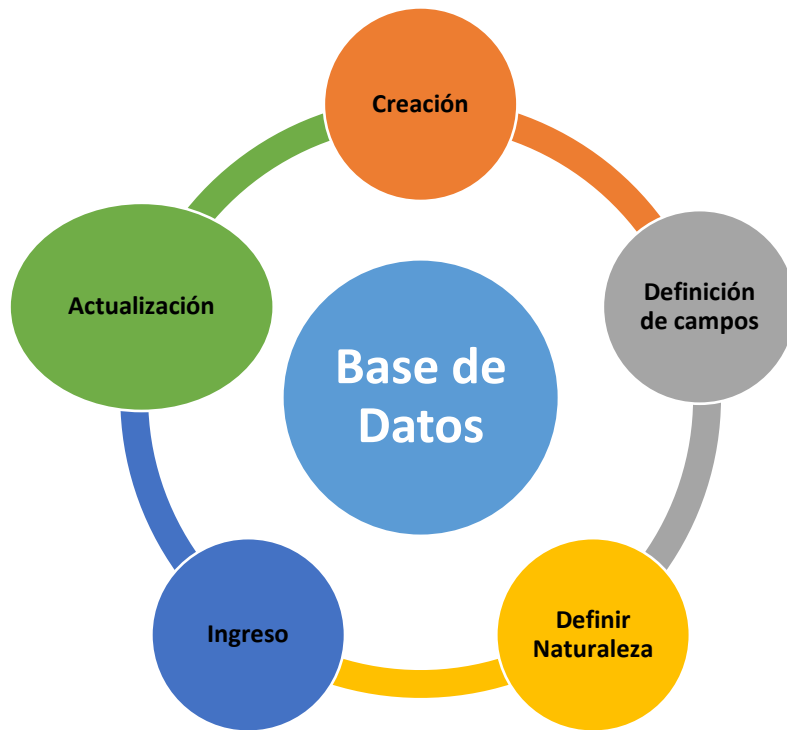 Creación
Definición
de campos
Definir
Naturaleza
Ingreso
Actualización
Base de
Datos